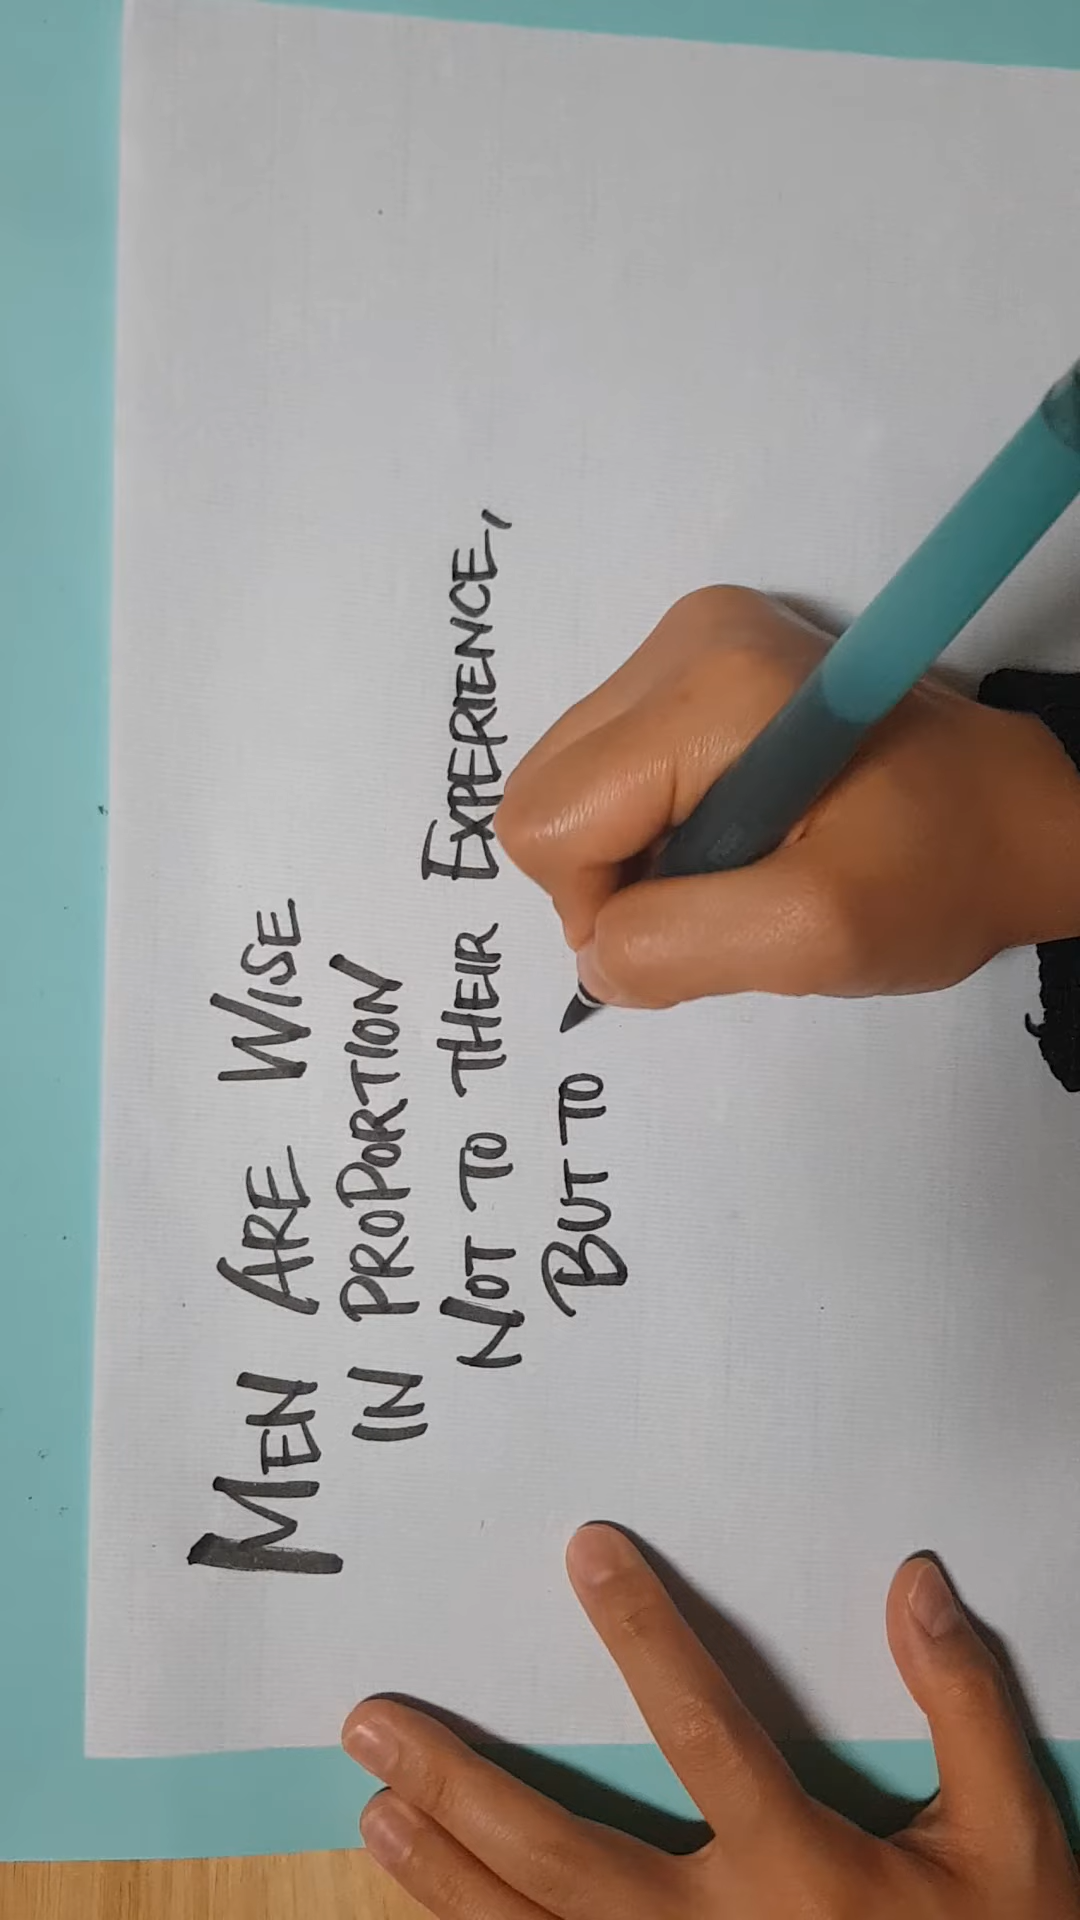 Men Are Wise
in Proportion
Not to Their Experience,
But to